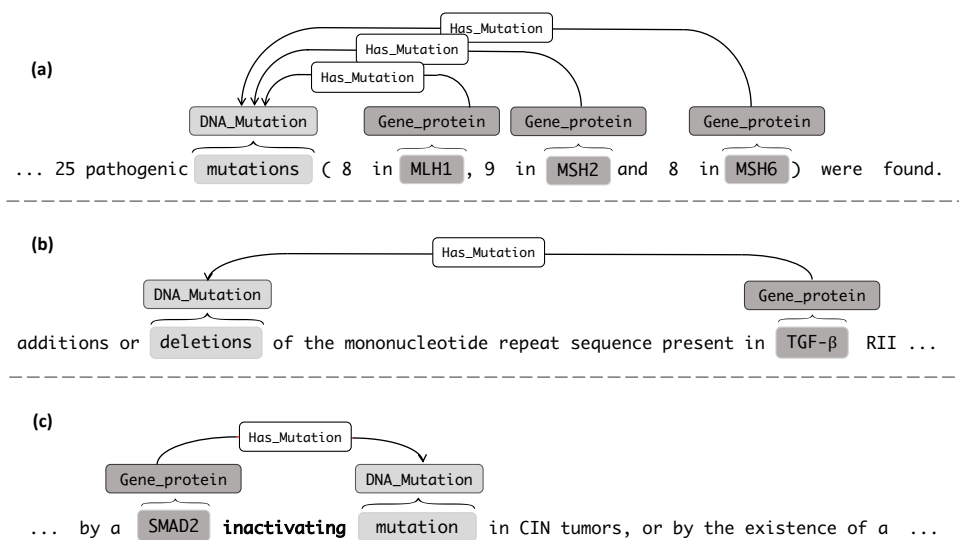 Has_Mutation
Has_Mutation
(a)
Has_Mutation
DNA_Mutation Gene_protein Gene_protein Gene_protein
... 25 pathogenic mutations ( 8 in MLH1 , 9 in MSH2 and 8 in MSH6 ) were found.
(b)
Has_Mutation
DNA_Mutation Gene_protein
additions or deletions of the mononucleotide repeat sequence present in TGF-β RII ...
(c)
Has_Mutation
Gene_protein DNA_Mutation
... by a SMAD2 inactivating mutation in CIN tumors, or by the existence of a ...